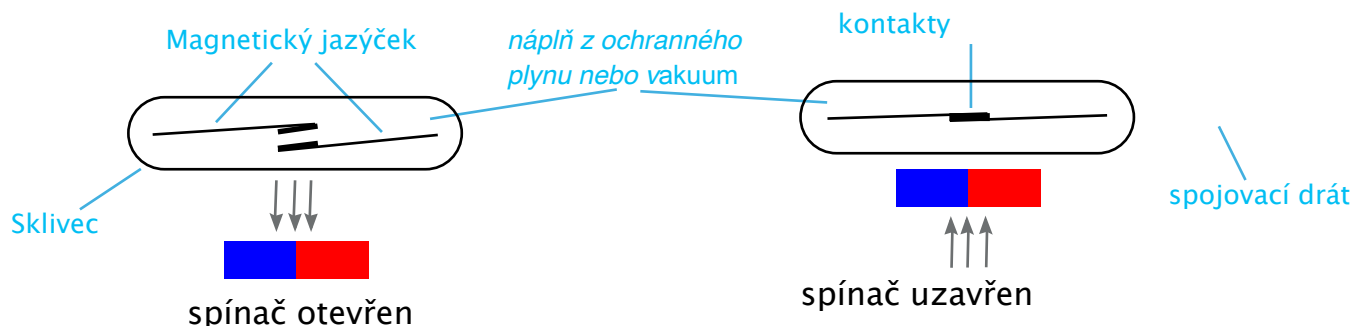 Magnetický jazýček
náplň z ochranného
plynu nebo vakuum
kontakty
Sklivec
spojovací drát
spínač otevřen
spínač uzavřen